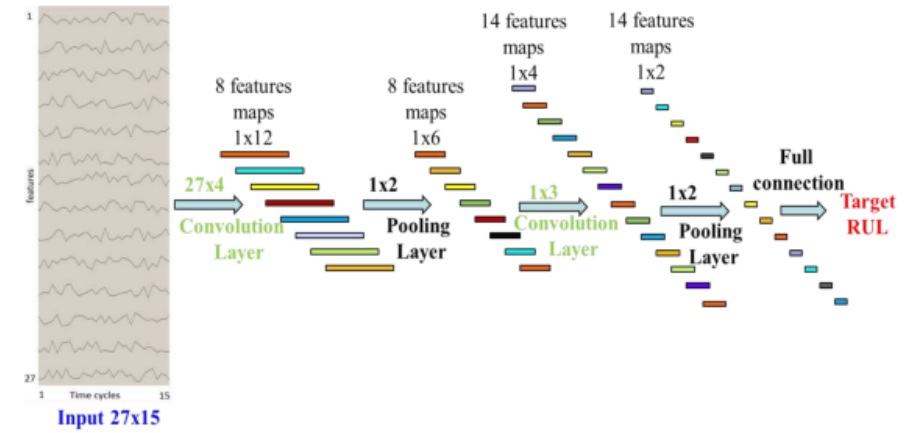 1
features
27
1 Time cycles 15
Input 27x15
8 features
maps
1x12
27x4
Convolution
Layer
8 features
maps
1x6
1x2
Pooling
Layer
14 features
maps
1x4
1x3
Convolution
Layer
14 features
maps
1x2
1x2
Pooling
Layer
Full
connection
Target
RUL